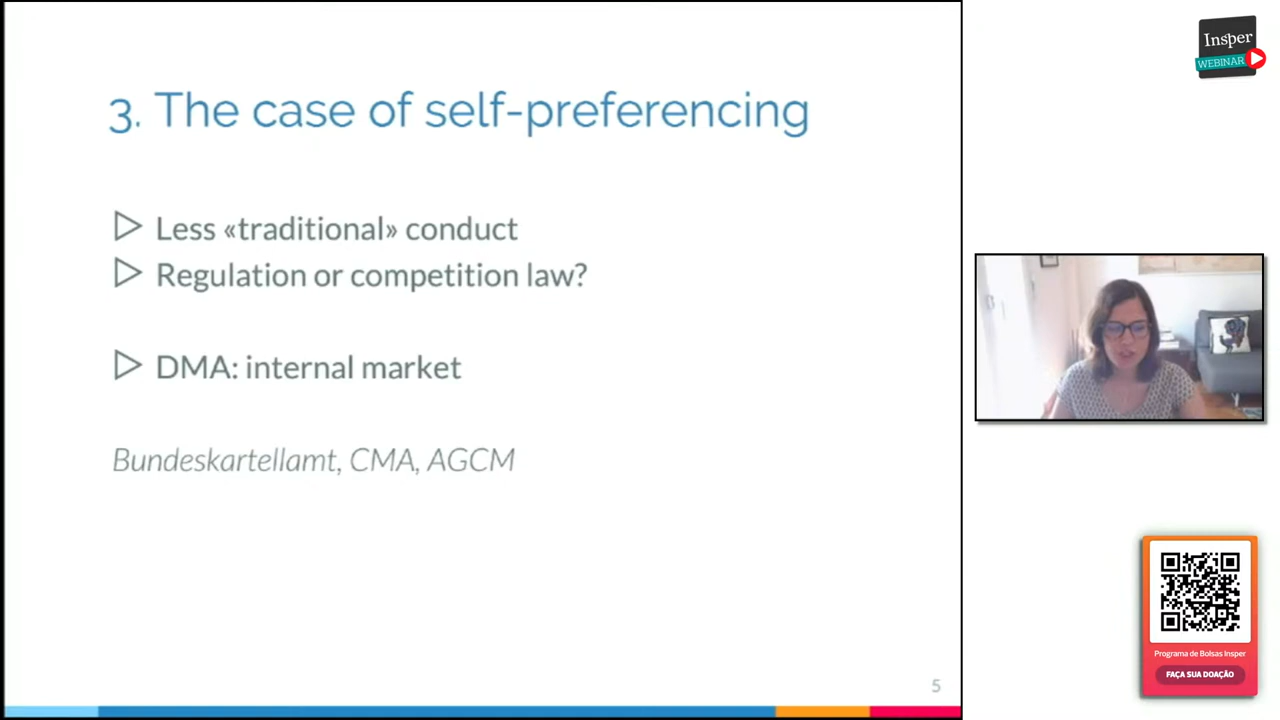 3. The case of self-preferencing
Less «traditional» conduct
Regulation or competition law?
DMA: internal market
Bundeskartellamt, CMA, AGCM
5
Insper
WEBINAR
Programa de Bolsas Insper
FAÇA SUA DOAÇÃO